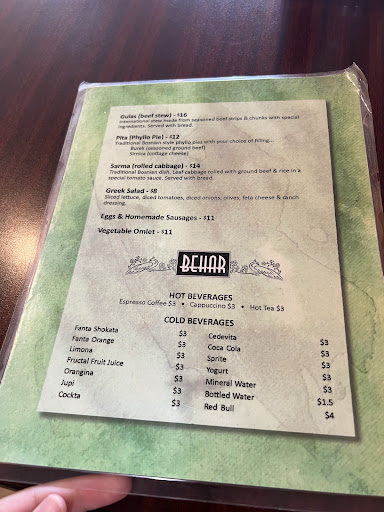 Gulas (beef stew) - $16
International stew made from seasoned beef strips & chunks with special
ingredients. Served with bread.
Pita (Phyllo Pie) - $12
Traditional Bosnian style phyllo pie with your choice of filling...
Burek (seasoned ground beef)
Sirnica (cottage cheese)
Sarma (rolled cabbage) - $14
Traditional Bosnian dish. Leaf cabbage rolled with ground beef & rice in a
special tomato sauce. Served with bread.
Greek Salad - $8
Sliced lettuce, diced tomatoes, diced onions, olives, feta cheese & ranch
dressing.
Eggs & Homemade Sausages - $11
Vegetable Omlet - $11
BEHAR
HOT BEVERAGES
Espresso Coffee $3 • Cappuccino $3 • Hot Tea $3
COLD BEVERAGES
Fanta Shokata $3
Fanta Orange $3
Limona $3
Fructal Fruit Juice $3
Orangina $3
Jupi $3
Cockta $3
Cedevita $3
Coca Cola $3
Sprite $3
Yogurt $3
Mineral Water $3
Bottled Water $1.5
Red Bull $4